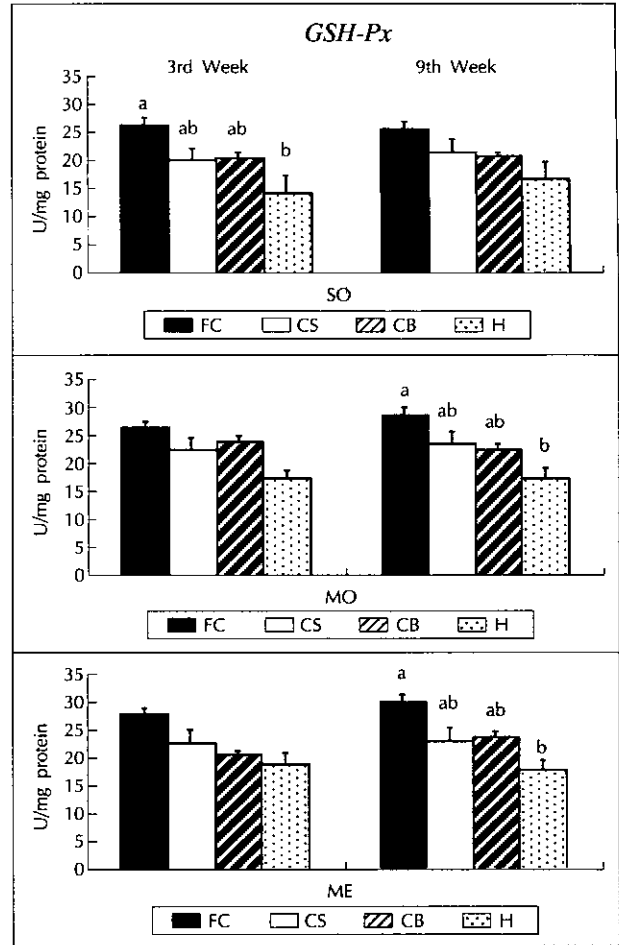 GSH-Px
3rd Week 9th Week
U/mg protein
35
30
25
20
15
10
5
0
a ab ab b
SO
FC CS CB H
U/mg protein
35
30
25
20
15
10
5
0
a ab ab b
MO
FC CS CB H
U/mg protein
35
30
25
20
15
10
5
0
a ab ab b
ME
FC CS CB H